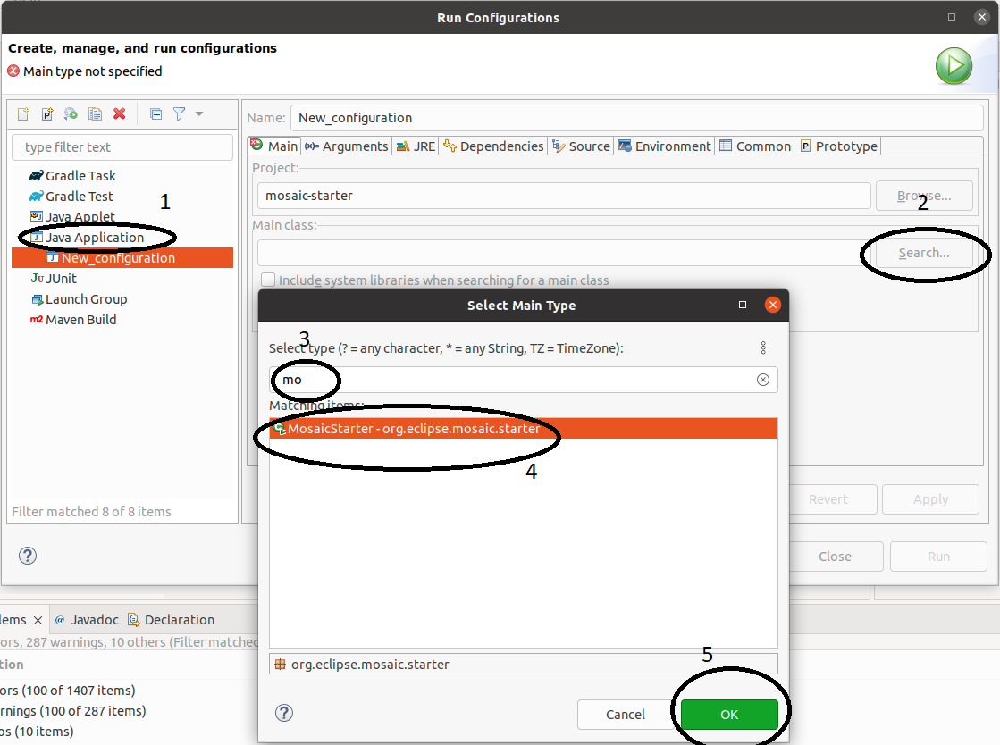 Run Configurations
Create, manage, and run configurations
Main type not specified
Name: New_configuration
type filter text
Gradle Task
Gradle Test
1
Java Applet
Java Application
New_configuration
JUnit
Launch Group
Maven Build
Filter matched 8 of 8 items
Main (x)= Arguments JRE Dependencies Source Environment Common Prototype
Project:
mosaic-starter Browse...
2
Main class:
Search...
Include system libraries when searching for a main class
Select Main Type
3
Select type (? = any character, * = any String, TZ = TimeZone):
mo
Matching items:
MosaicStarter - org.eclipse.mosaic.starter
4
org.eclipse.mosaic.starter
5
Cancel OK
Revert Apply
Close Run
lems @ Javadoc Declaration
ors, 287 warnings, 10 others (Filter matched
tion
ors (100 of 1407 items)
rnings (100 of 287 items)
os (10 items)